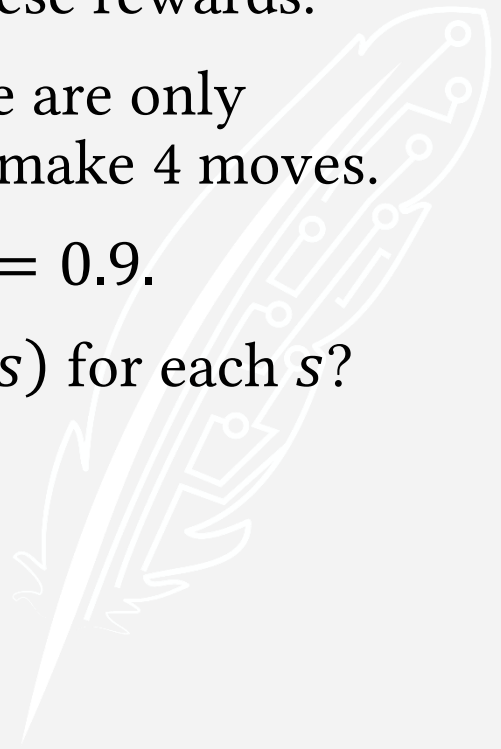 ese rewards.
e are only
make 4 moves.
= 0.9.
s) for each s?